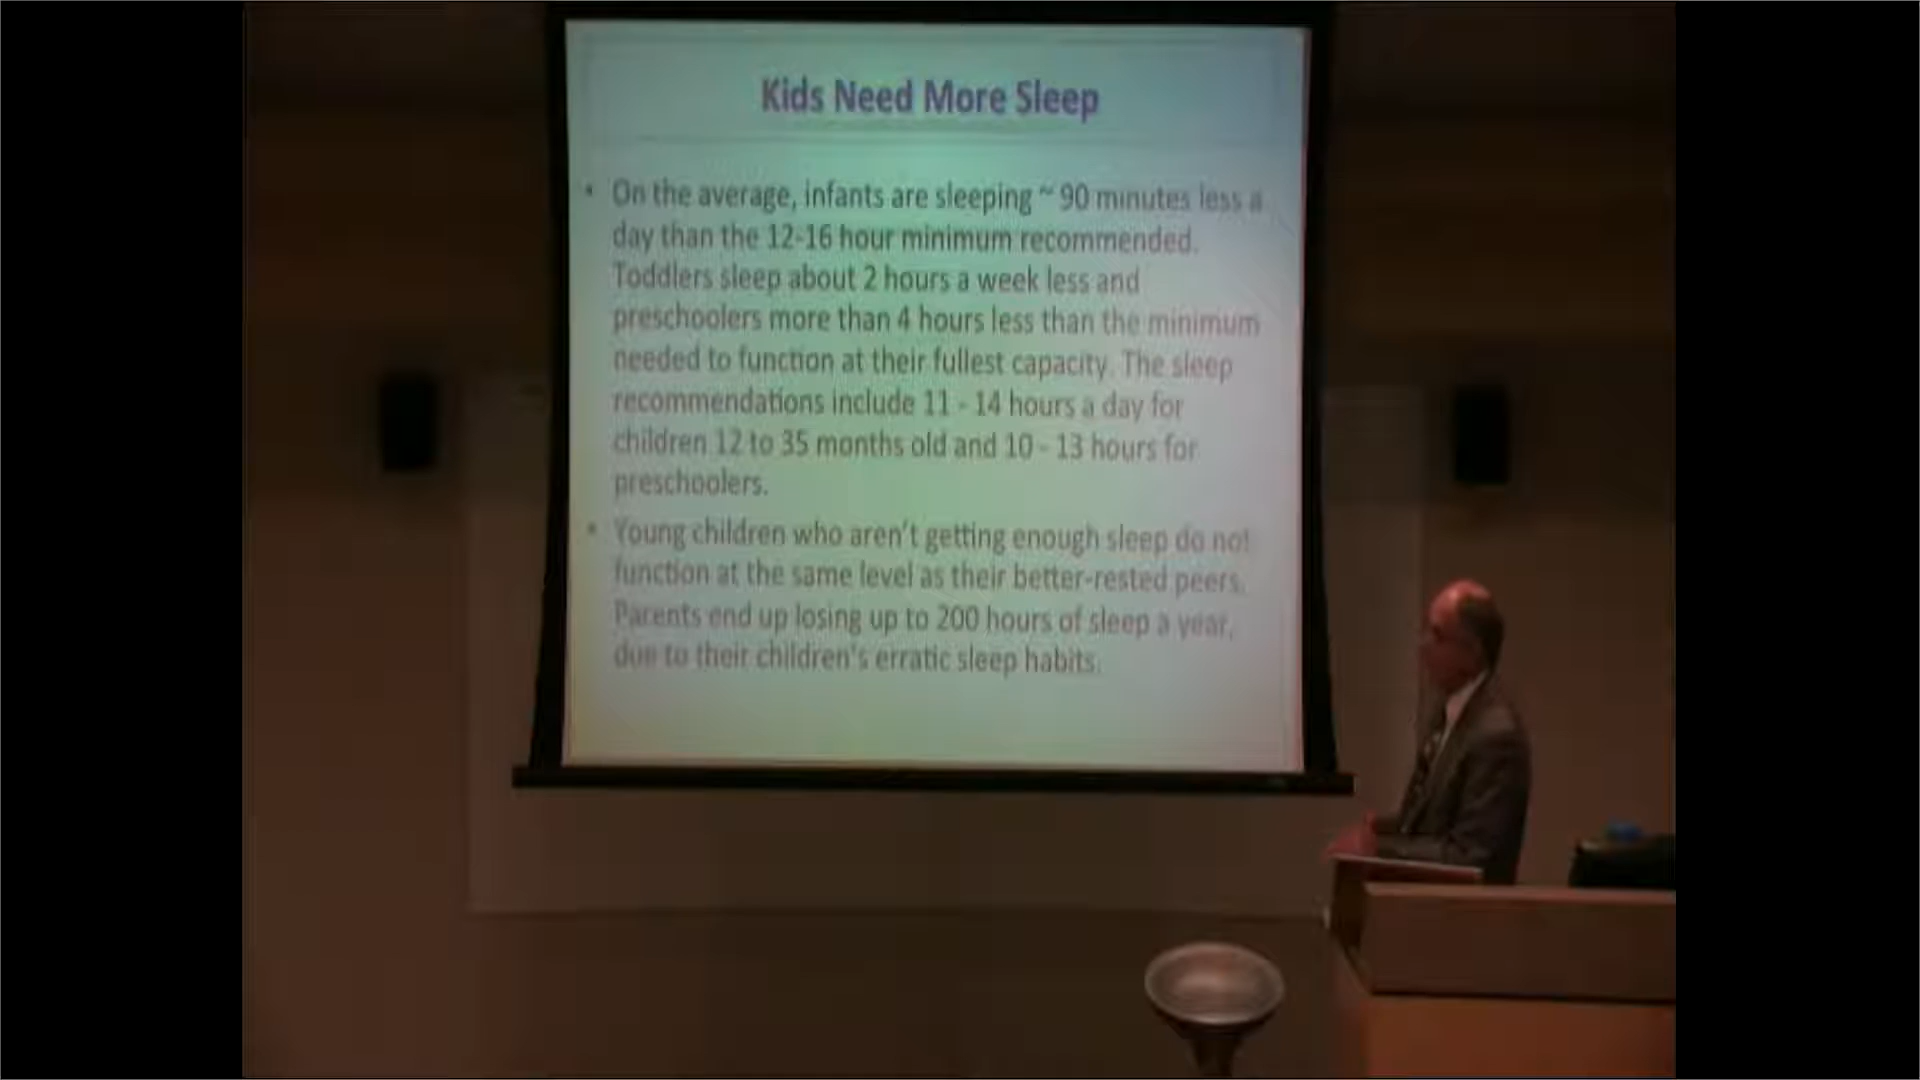 Kids Need More Sleep
• On the average, infants are sleeping ~ 90 minutes less a
day than the 12-16 hour minimum recommended.
Toddlers sleep about 2 hours a week less and
preschoolers more than 4 hours less than the minimum
needed to function at their fullest capacity. The sleep
recommendations include 11 - 14 hours a day for
children 12 to 35 months old and 10 - 13 hours for
preschoolers.
• Young children who aren't getting enough sleep do not
function at the same level as their better-rested peers.
Parents end up losing up to 200 hours of sleep a year,
due to their children's erratic sleep habits.